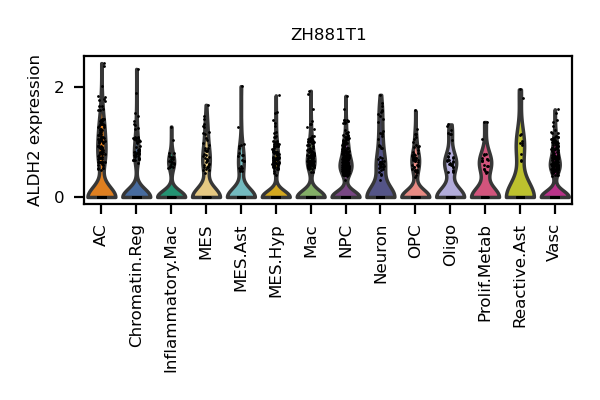 ZH881T1
ALDH2 expression
2
0
AC
Chromatin.Reg
Inflammatory.Mac
MES
MES.Ast
MES.Hyp
Mac
NPC
Neuron
OPC
Oligo
Prolif.Metab
Reactive.Ast
Vasc